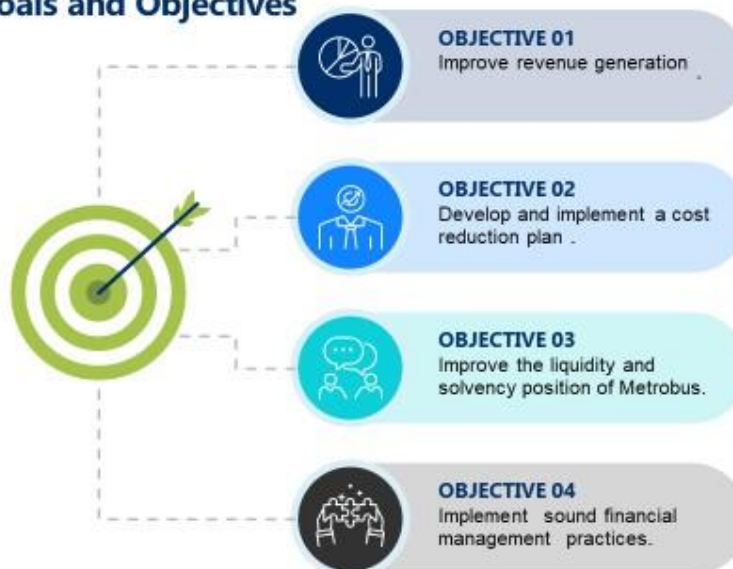 oals and Objectives
OBJECTIVE 01
Improve revenue generation .
OBJECTIVE 02
Develop and implement a cost
reduction plan .
OBJECTIVE 03
Improve the liquidity and
solvency position of Metrobus.
OBJECTIVE 04
Implement sound financial
management practices.